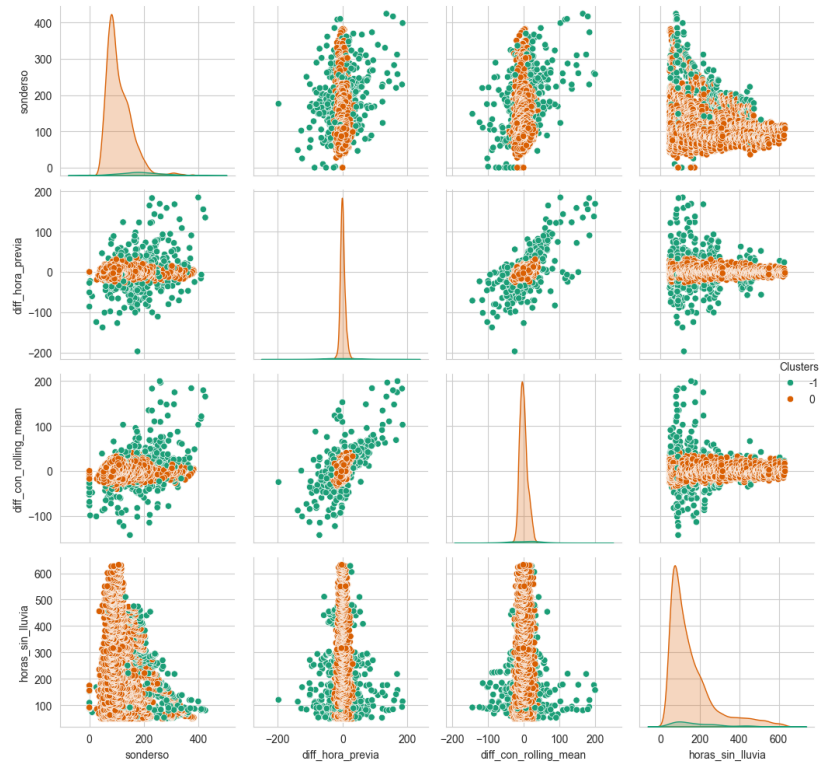 400
300
200
100
0
sonderso
200
100
0
−100
−200
diff_hora_previa
Clusters
-1
0
200
100
0
−100
diff_con_rolling_mean
600
500
400
300
200
100
horas_sin_lluvia
0 200 400
−200 0 200
−200 −100 0 100 200
0 200 400 600
sonderso
diff_hora_previa
diff_con_rolling_mean
horas_sin_lluvia